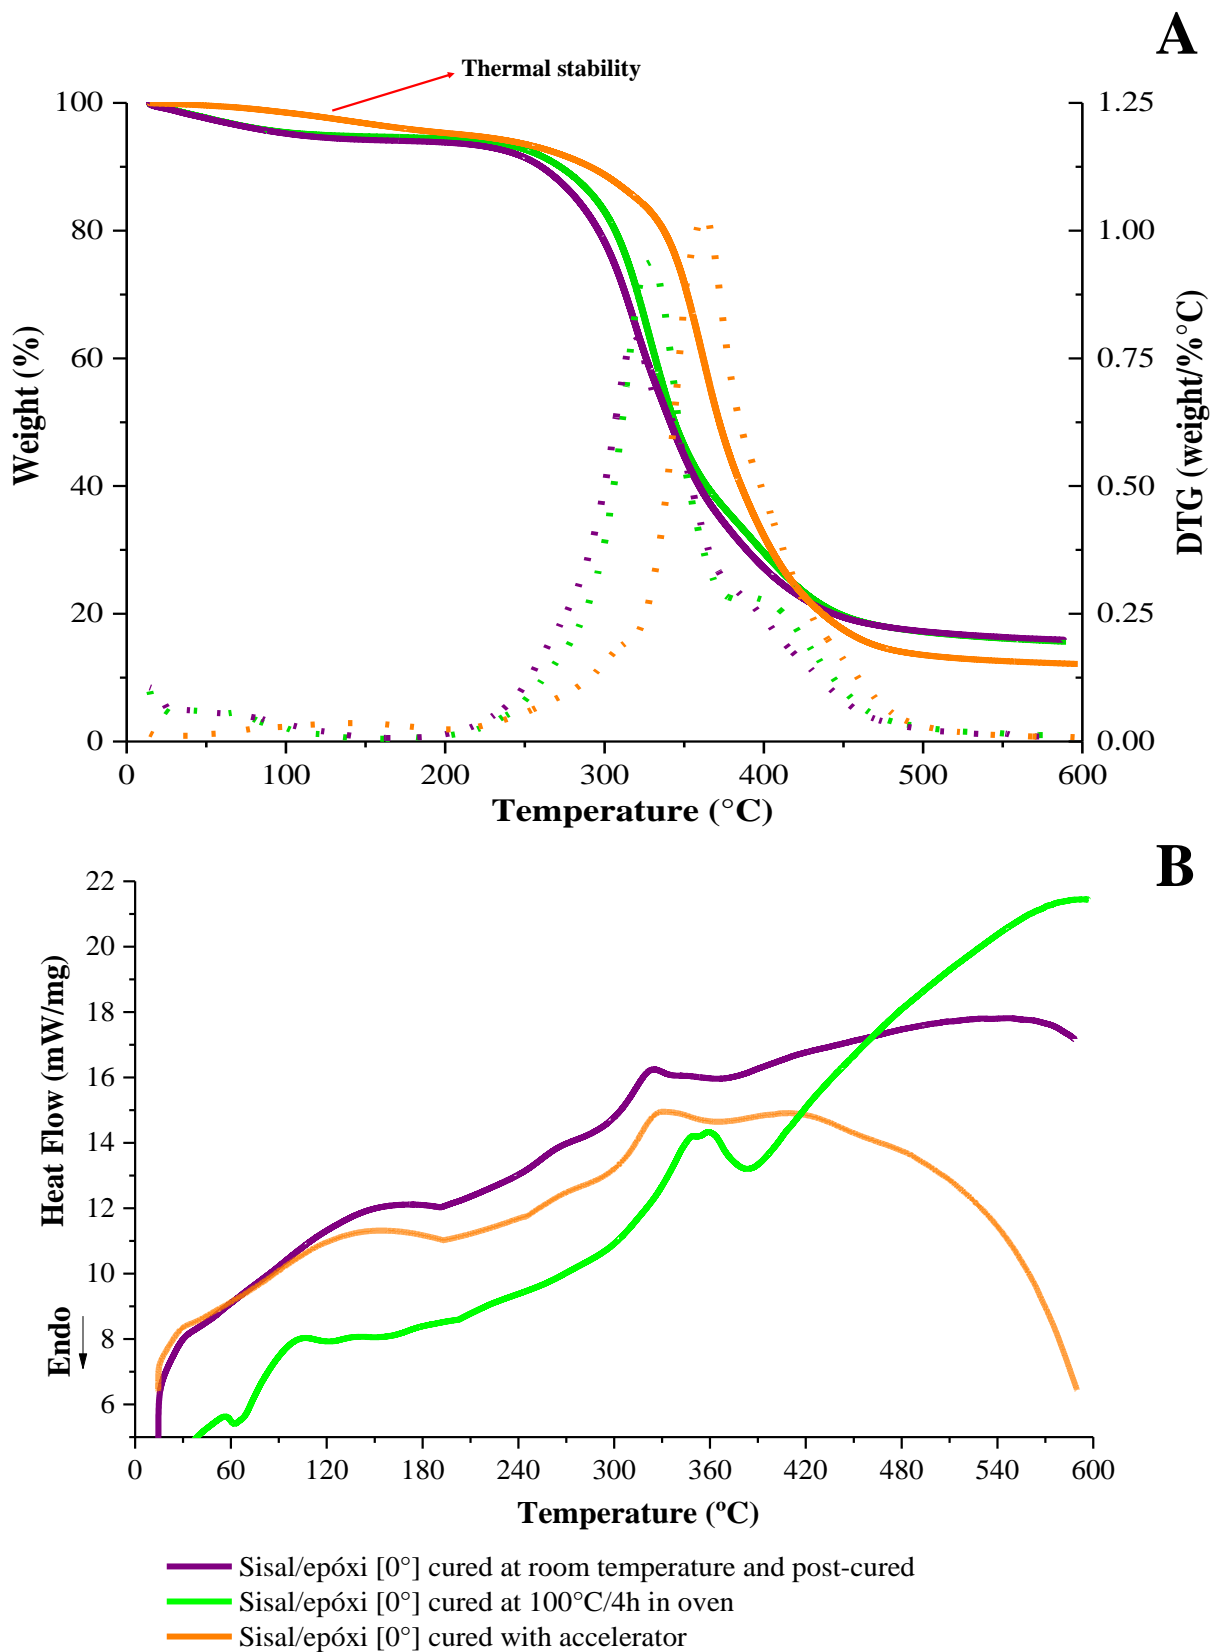 A
Thermal stability
100
80
60
40
20
0
Weight (%)
1.25
1.00
0.75
0.50
0.25
0.00
DTG (weight/%°C)
0 100 200 300 400 500 600
Temperature (°C)
B
22
20
18
16
14
12
10
8
6
Heat Flow (mW/mg)
Endo
0 60 120 180 240 300 360 420 480 540 600
Temperature (ºC)
Sisal/epóxi [0°] cured at room temperature and post-cured
Sisal/epóxi [0°] cured at 100°C/4h in oven
Sisal/epóxi [0°] cured with accelerator